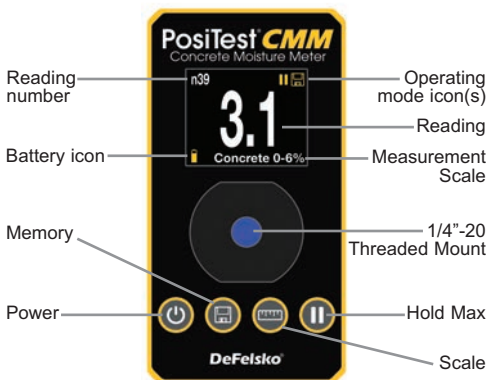 PosiTest® CMM
Concrete Moisture Meter
Reading
number
n39
Operating
mode icon(s)
3.1
Reading
Battery icon
Concrete 0-6%
Measurement
Scale
Memory
1/4"-20
Threaded Mount
Power
Hold Max
DeFelsko®
Scale